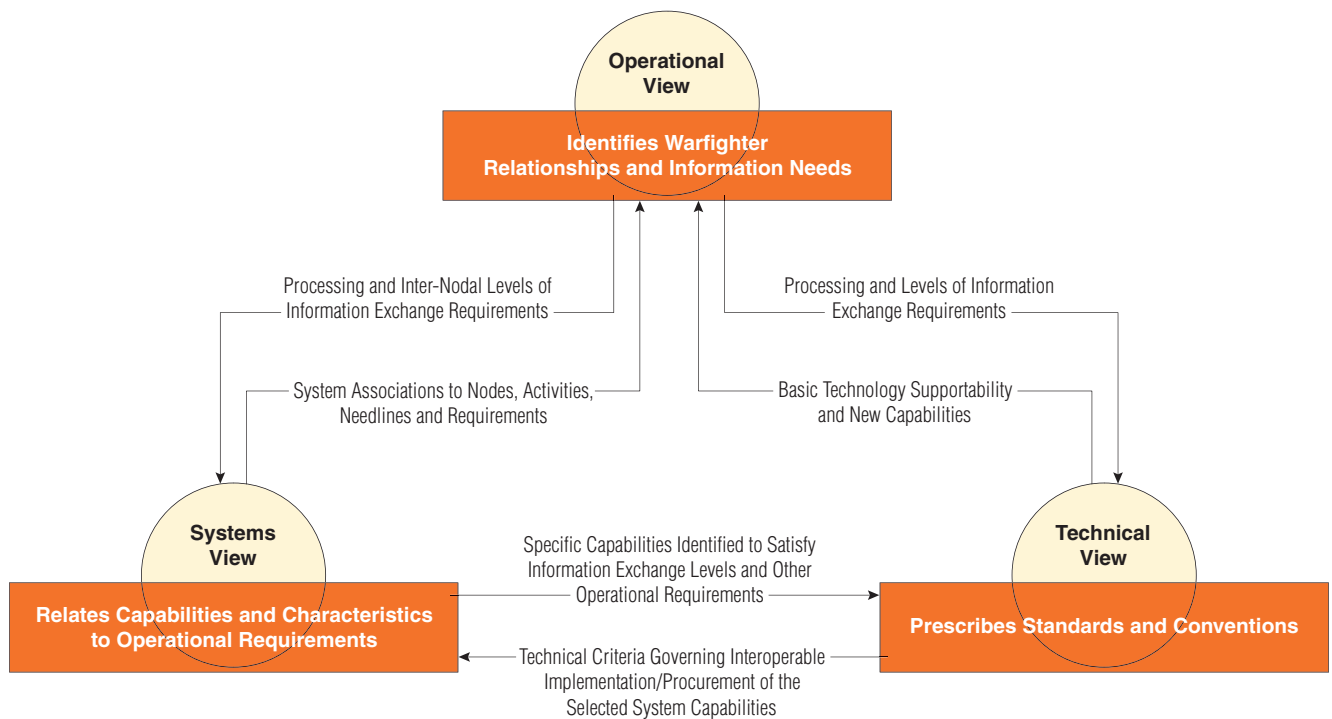 Operational
View
Identifies Warfighter
Relationships and Information Needs
Processing and Inter-Nodal Levels of
Information Exchange Requirements
Processing and Levels of Information
Exchange Requirements
System Associations to Nodes, Activities,
Needlines and Requirements
Basic Technology Supportability
and New Capabilities
Systems
View
Relates Capabilities and Characteristics
to Operational Requirements
Specific Capabilities Identified to Satisfy
Information Exchange Levels and Other
Operational Requirements
Technical Criteria Governing Interoperable
Implementation/Procurement of the
Selected System Capabilities
Technical
View
Prescribes Standards and Conventions